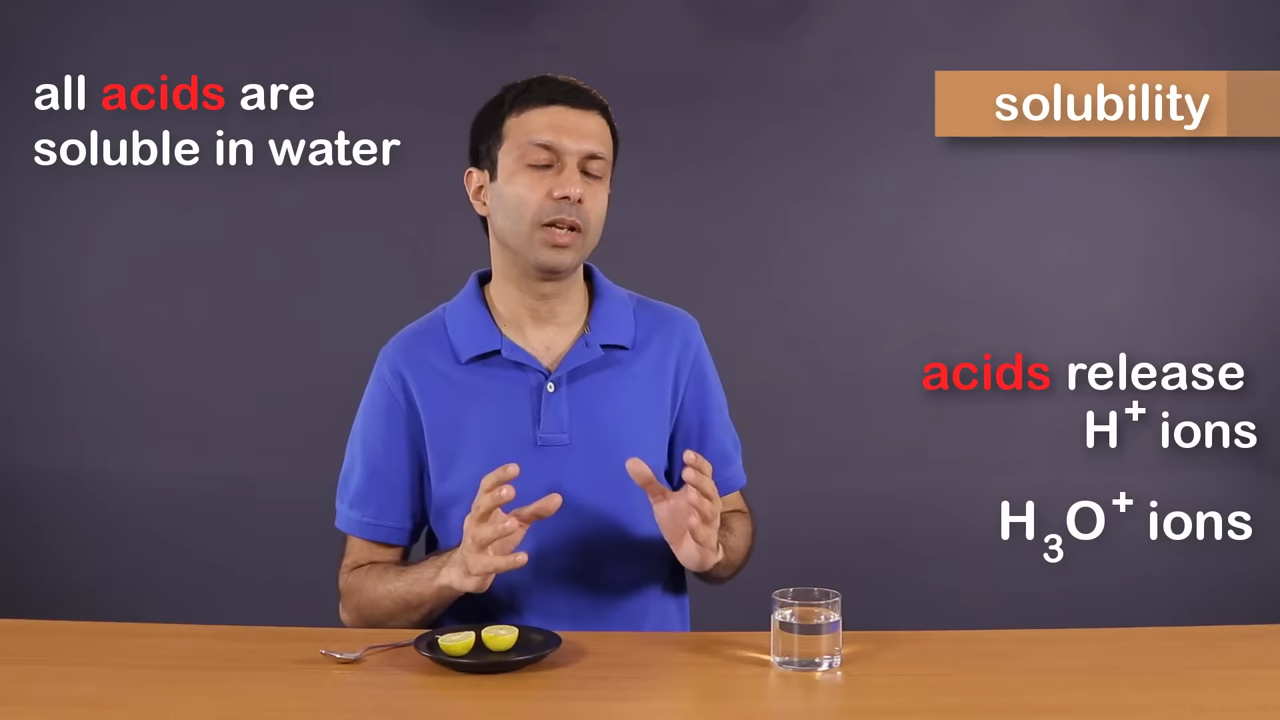 all acids are
soluble in water
solubility
acids release
H⁺ ions
H₃O⁺ ions